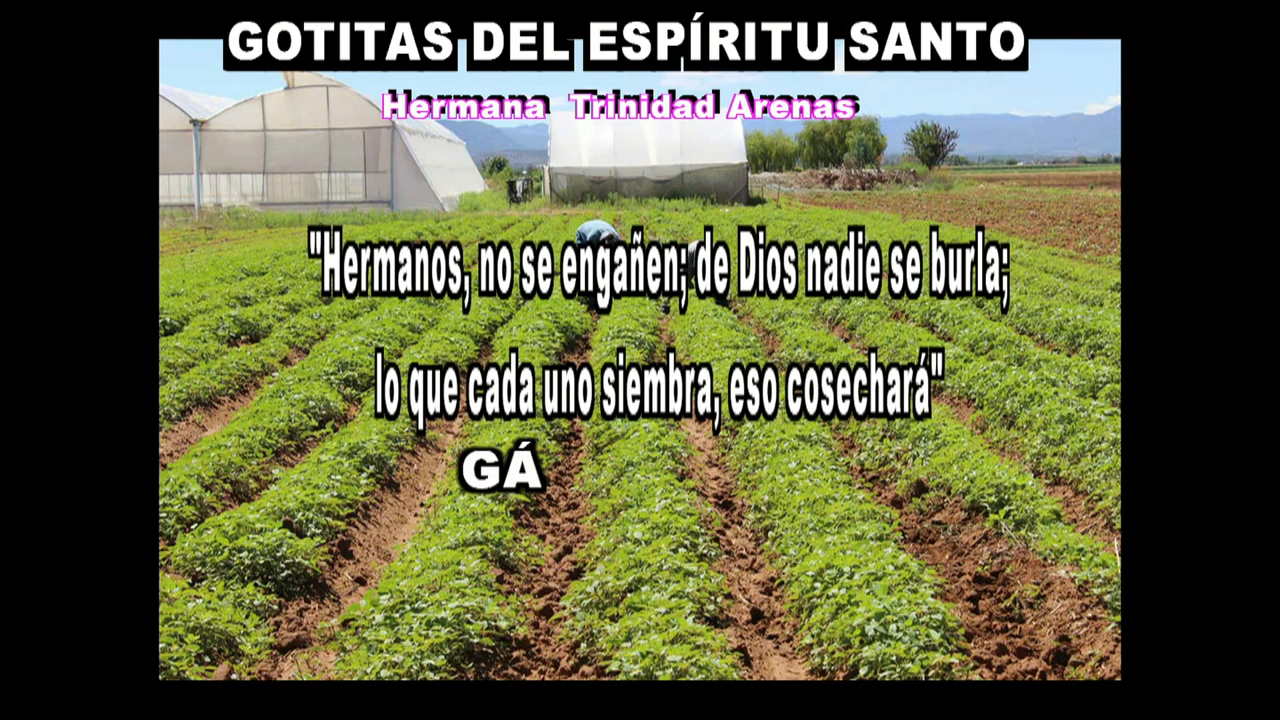 GOTITAS DEL ESPÍRITU SANTO
Hermana Trinidad Arenas
"Hermanos, no se engañen; de Dios nadie se burla;
lo que cada uno siembra, eso cosechará"
GÁ